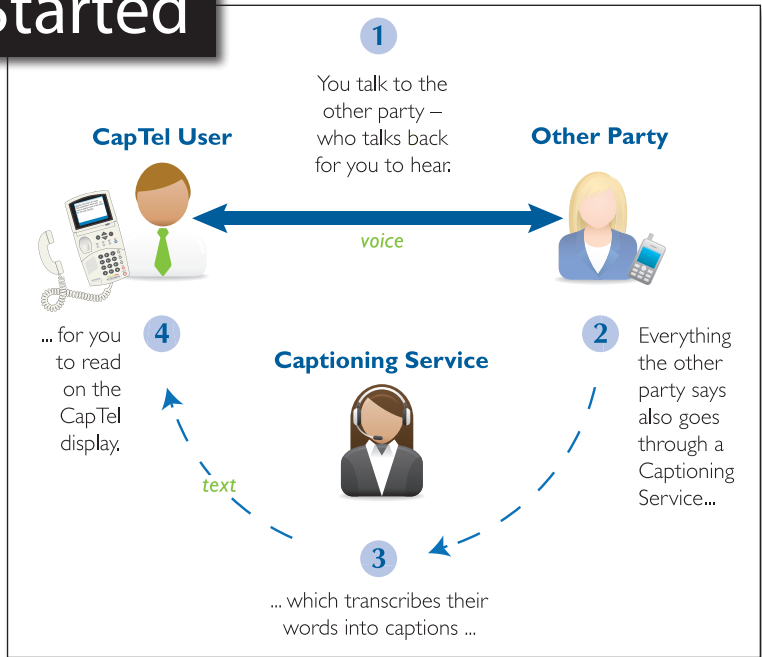 Started
1
You talk to the
other party –
who talks back
for you to hear.
CapTel User
Other Party
voice
... for you
to read
on the
CapTel
display.
4
Captioning Service
2
Everything
the other
party says
also goes
through a
Captioning
Service...
text
3
... which transcribes their
words into captions ...